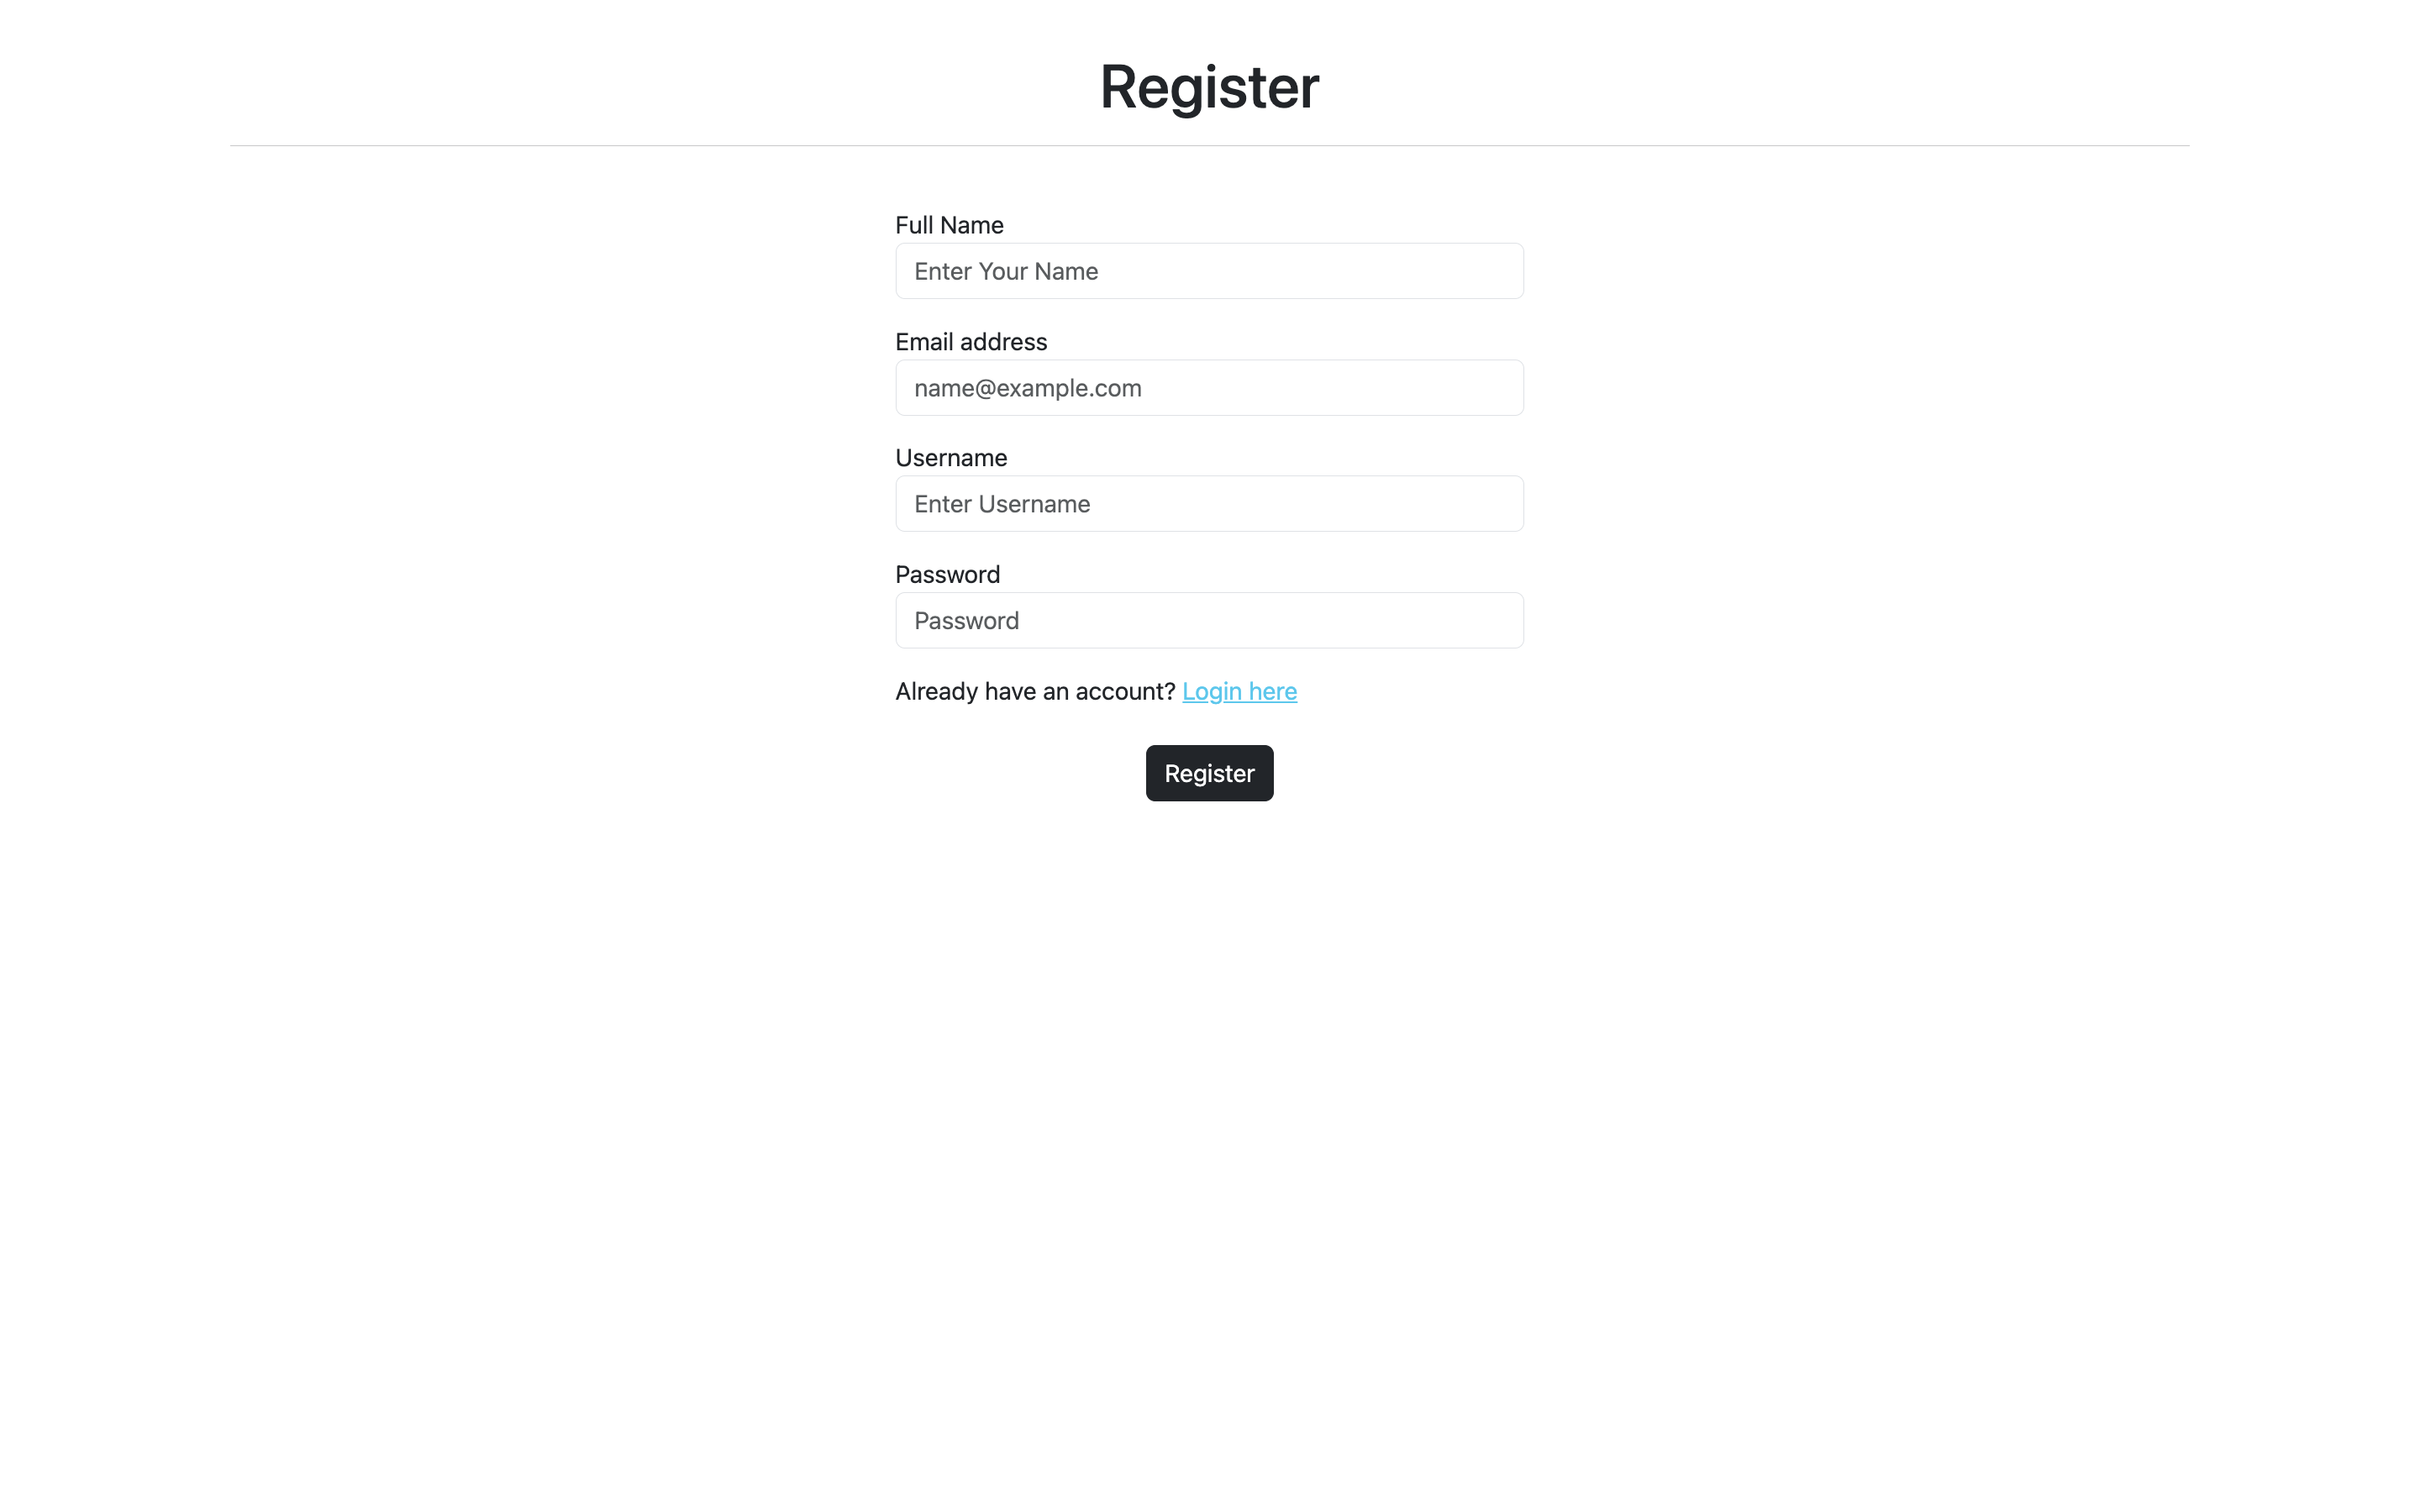 Register
Full Name
Enter Your Name
Email address
name@example.com
Username
Enter Username
Password
Password
Already have an account? Login here
Register